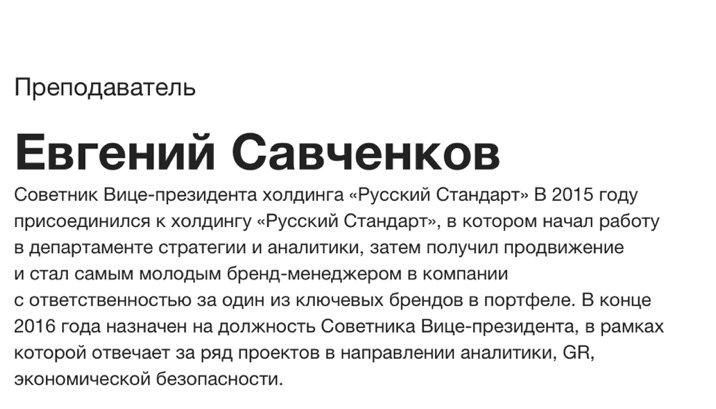 Преподаватель
Евгений Савченков
Советник Вице-президента холдинга «Русский Стандарт» В 2015 году
присоединился к холдингу «Русский Стандарт», в котором начал работу
в департаменте стратегии и аналитики, затем получил продвижение
и стал самым молодым бренд-менеджером в компании
с ответственностью за один из ключевых брендов в портфеле. В конце
2016 года назначен на должность Советника Вице-президента, в рамках
которой отвечает за ряд проектов в направлении аналитики, GR,
экономической безопасности.